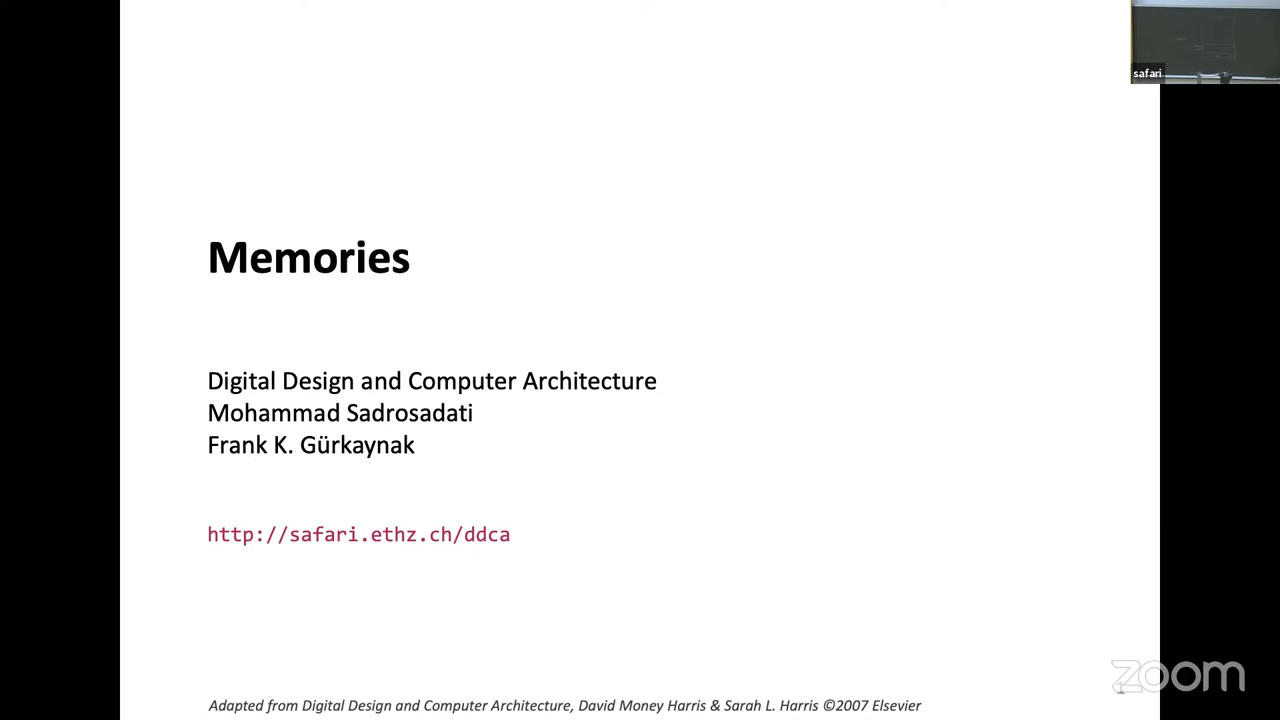 safari
Memories
Digital Design and Computer Architecture
Mohammad Sadrosadati
Frank K. Gürkaynak
http://safari.ethz.ch/ddca
zoom
Adapted from Digital Design and Computer Architecture, David Money Harris & Sarah L. Harris ©2007 Elsevier